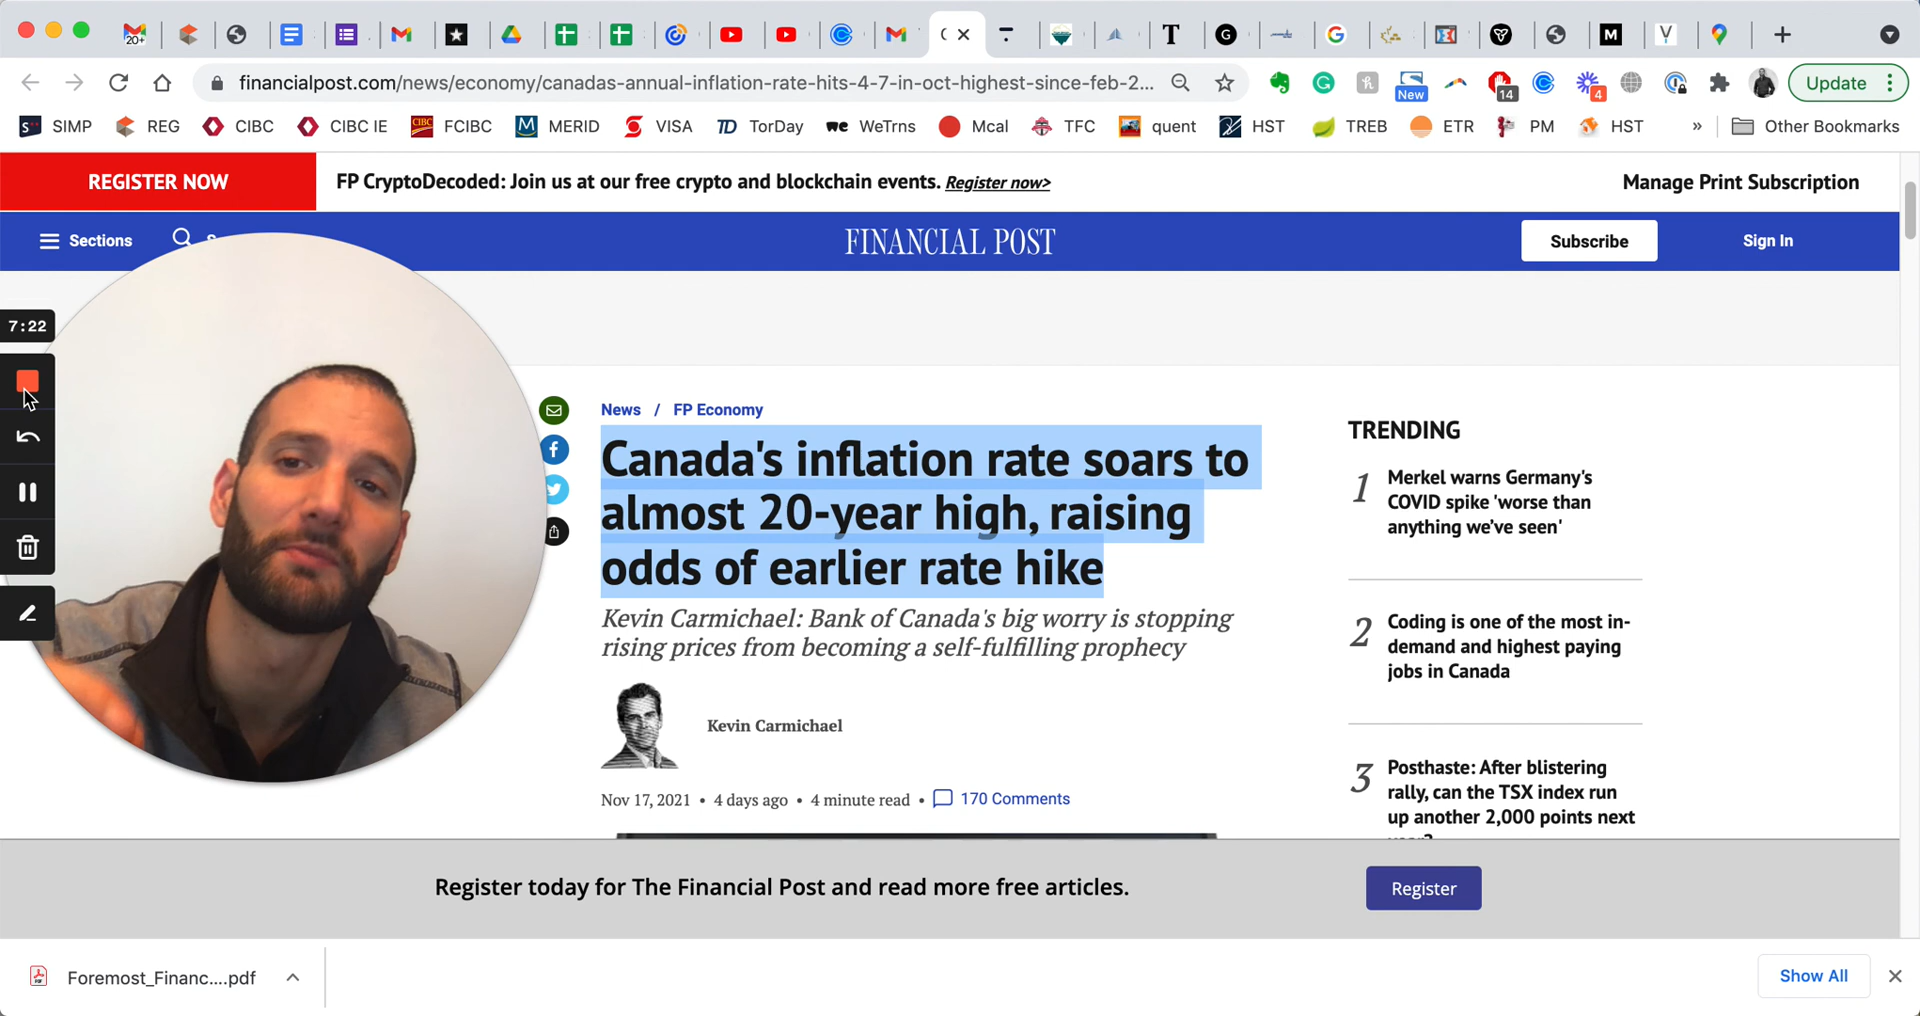 20+
financialpost.com/news/economy/canadas-annual-inflation-rate-hits-4-7-in-oct-highest-since-feb-2...
New
14
4
Update
SIMP
REG
CIBC
CIBC IE
FCIBC
MERID
VISA
TorDay
WeTrns
Mcal
TFC
quent
HST
TREB
ETR
PM
HST
»
Other Bookmarks
REGISTER NOW
FP CryptoDecoded: Join us at our free crypto and blockchain events. Register now>
Manage Print Subscription
Sections
FINANCIAL POST
Subscribe
Sign In
7:22
News / FP Economy
Canada's inflation rate soars to
almost 20-year high, raising
odds of earlier rate hike
Kevin Carmichael: Bank of Canada's big worry is stopping
rising prices from becoming a self-fulfilling prophecy
Kevin Carmichael
Nov 17, 2021 • 4 days ago • 4 minute read • 170 Comments
TRENDING
1
Merkel warns Germany's
COVID spike 'worse than
anything we've seen'
2
Coding is one of the most in-
demand and highest paying
jobs in Canada
3
Posthaste: After blistering
rally, can the TSX index run
up another 2,000 points next
year?
Register today for The Financial Post and read more free articles.
Register
Foremost_Financ....pdf
Show All